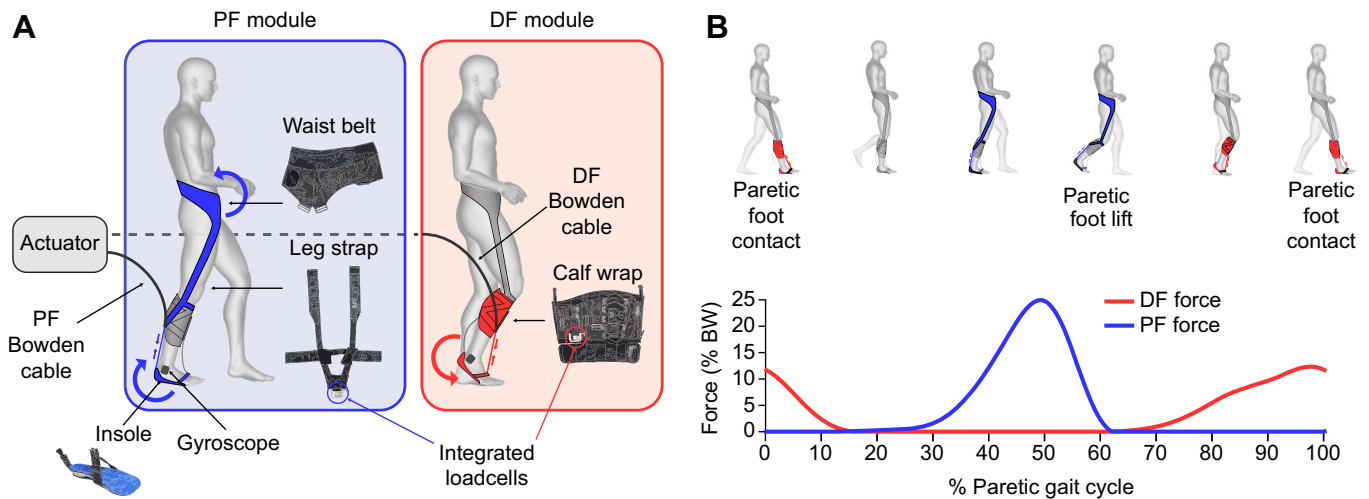 A
PF module
DF module
Waist belt
DF
Bowden
cable
Actuator
Leg strap
Calf wrap
PF
Bowden
cable
Insole
Gyroscope
Integrated
loadcells
B
Paretic
foot
contact
Paretic
foot lift
Paretic
foot
contact
Force (% BW)
25
20
15
10
5
0
DF force
PF force
0 10 20 30 40 50 60 70 80 90 100
% Paretic gait cycle